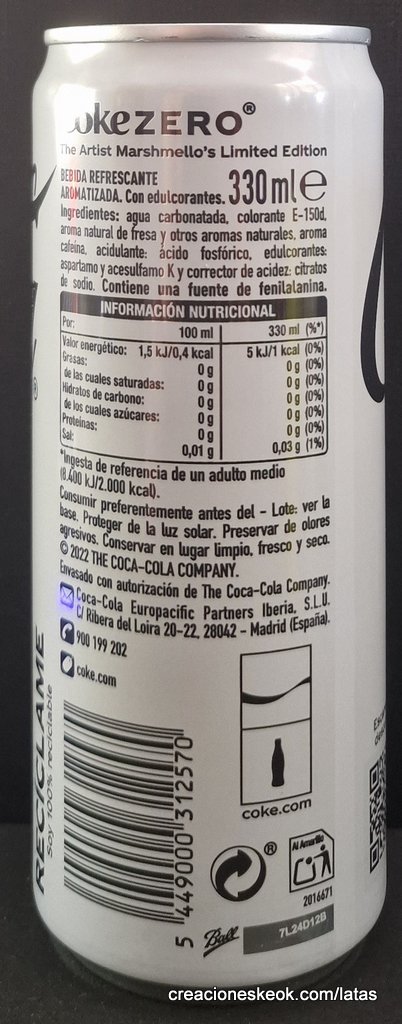 okeZERO®
The Artist Marshmello's Limited Edition
BEBIDA REFRESCANTE
AROMATIZADA. Con edulcorantes. 330 ml e
Ingredientes: agua carbonatada, colorante E-150d,
aroma natural de fresa y otros aromas naturales, aroma
cafeína, acidulante: ácido fosfórico, edulcorantes:
aspartamo y acesulfamo K y corrector de acidez: citratos
de sodio. Contiene una fuente de fenilalanina.
INFORMACIÓN NUTRICIONAL
Por: 100 ml 330 ml (%*)
Valor energético: 1,5 kJ/0,4 kcal 5 kJ/1 kcal (0%)
Grasas: 0 g 0 g (0%)
de las cuales saturadas: 0 g 0 g (0%)
Hidratos de carbono: 0 g 0 g (0%)
de los cuales azúcares: 0 g 0 g (0%)
Proteínas: 0 g 0 g (0%)
Sal: 0,01 g 0,03 g (1%)
*Ingesta de referencia de un adulto medio
(8.400 kJ/2.000 kcal).
Consumir preferentemente antes del - Lote: ver la
base. Proteger de la luz solar. Preservar de olores
agresivos. Conservar en lugar limpio, fresco y seco.
© 2022 THE COCA-COLA COMPANY.
Envasado con autorización de The Coca-Cola Company.
Coca-Cola Europacific Partners Iberia, S.L.U.
C/ Ribera del Loira 20-22, 28042 - Madrid (España).
900 199 202
coke.com
RECICLAME
Soy 100% reciclable
5 449000 312570
coke.com
®
Al Amarillo
2016671
Ball
7L24D12B
creacioneskeok.com/latas